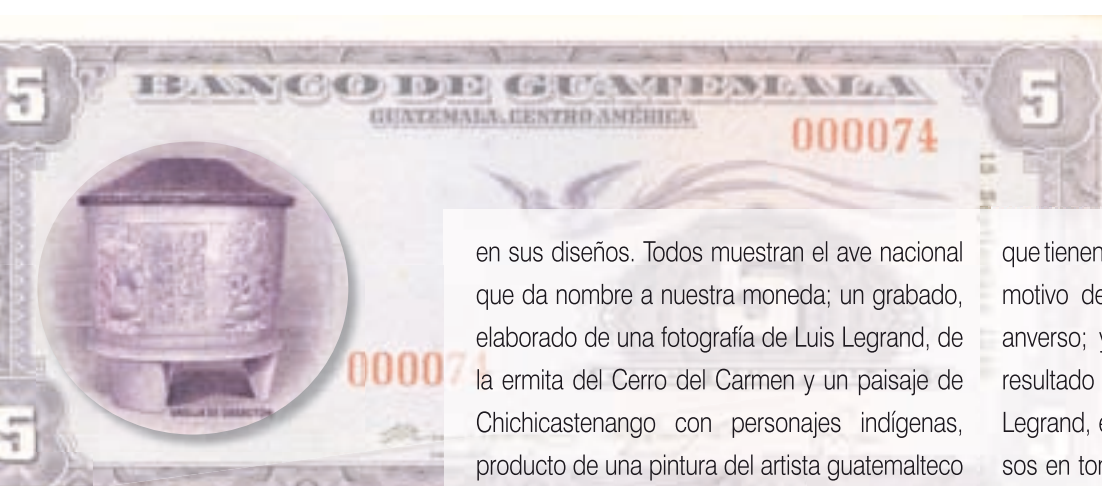 5
5
BANCO DE GUATEMALA
GUATEMALA, CENTRO AMÉRICA
000074
000074
5
en sus diseños. Todos muestran el ave nacional
que da nombre a nuestra moneda; un grabado,
elaborado de una fotografía de Luis Legrand, de
la ermita del Cerro del Carmen y un paisaje de
Chichicastenango con personajes indígenas,
producto de una pintura del artista guatemalteco
que tienen
motivo de
anverso; y
resultado
Legrand, e
sos en tor